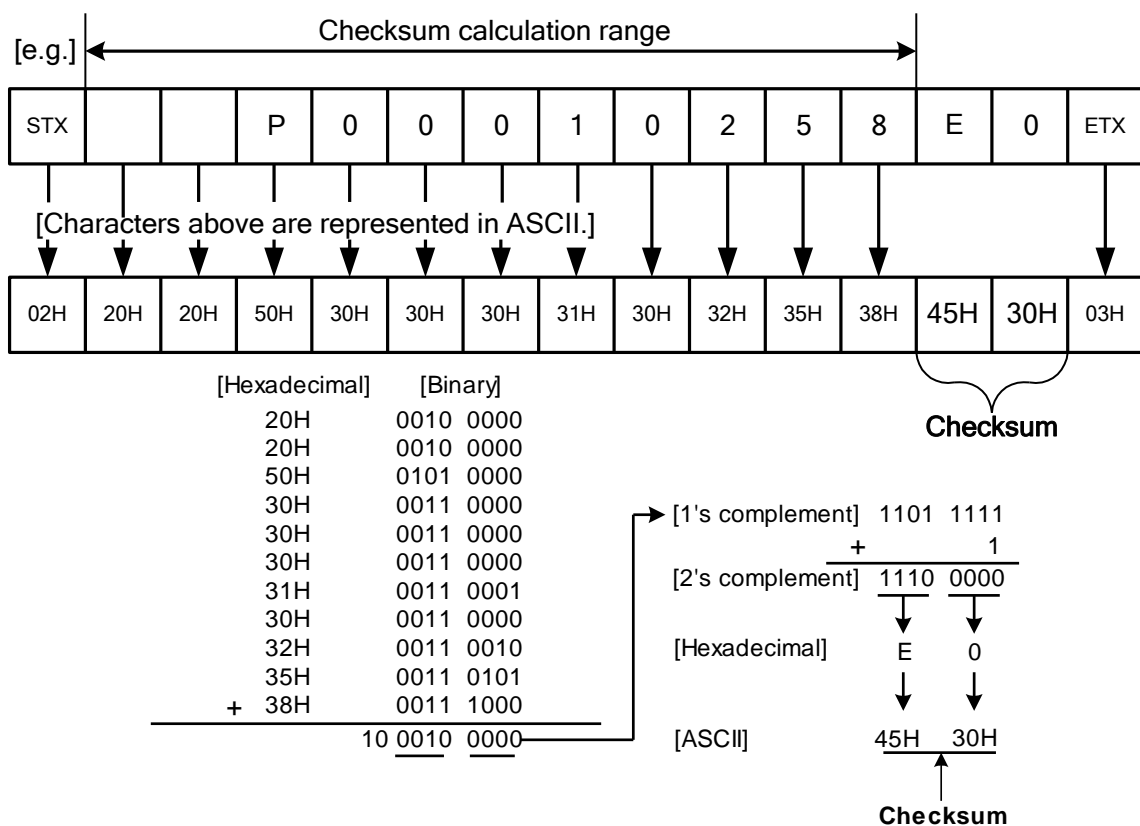 Checksum calculation range
[e.g.]
STX P 0 0 0 1 0 2 5 8 E 0 ETX
[Characters above are represented in ASCII.]
02H 20H 20H 50H 30H 30H 30H 31H 30H 32H 35H 38H 45H 30H 03H
Checksum
[Hexadecimal] [Binary]
20H 0010 0000
20H 0010 0000
50H 0101 0000
30H 0011 0000
30H 0011 0000
30H 0011 0000
31H 0011 0001
30H 0011 0000
32H 0011 0010
35H 0011 0101
+ 38H 0011 1000
10 0010 0000
[1's complement] 1101 1111
+ 1
[2's complement] 1110 0000
[Hexadecimal] E 0
[ASCII] 45H 30H
Checksum